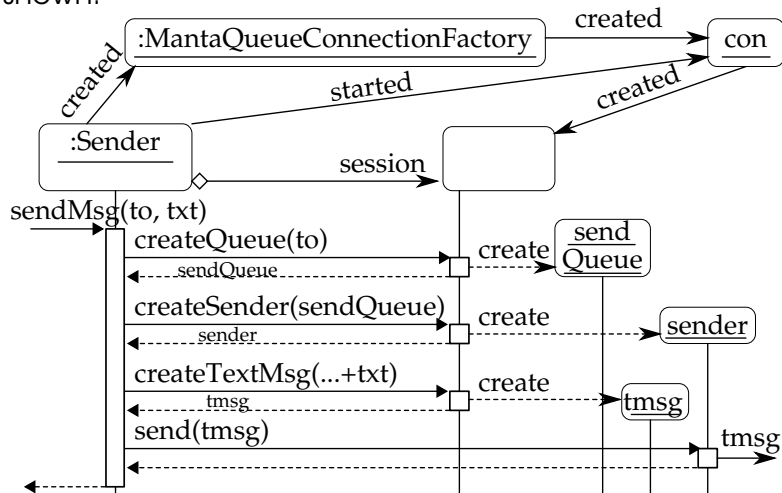 SHOWH.
created
:MantaQueueConnectionFactory
con
created
started
created
:Sender
session
sendMsg(to, txt)
createQueue(to)
create
send
Queue
sendQueue
createSender(sendQueue)
create
sender
sender
createTextMsg(...+txt)
create
tmsg
tmsg
send(tmsg)
tmsg